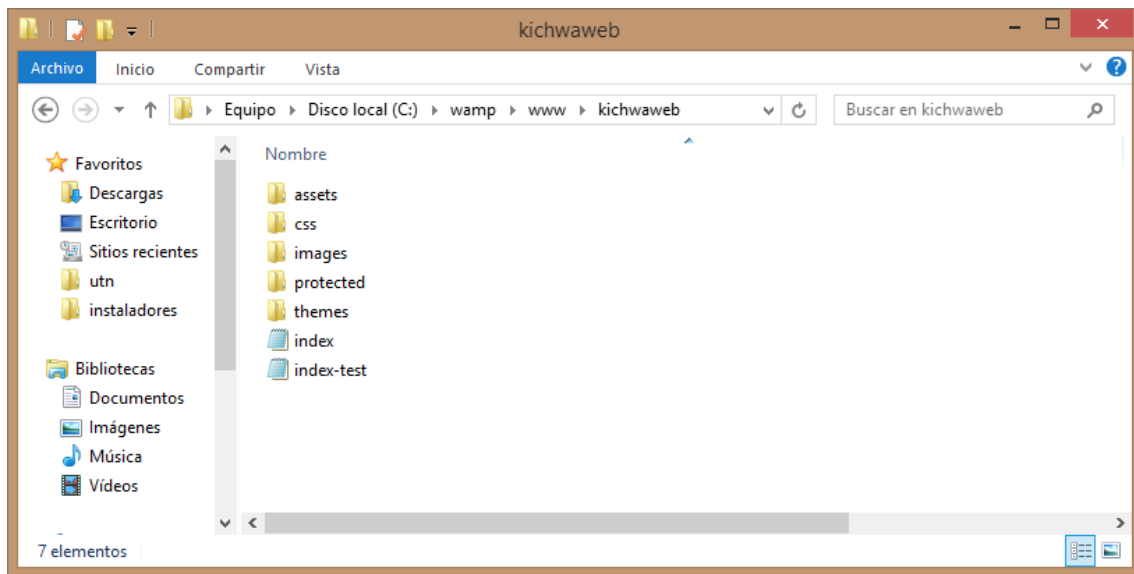 kichwaweb
Archivo Inicio Compartir Vista
Equipo Disco local (C:) wamp www kichwaweb Buscar en kichwaweb
Favoritos
Descargas
Escritorio
Sitios recientes
utn
instaladores
Bibliotecas
Documentos
Imágenes
Música
Vídeos
Nombre
assets
css
images
protected
themes
index
index-test
7 elementos